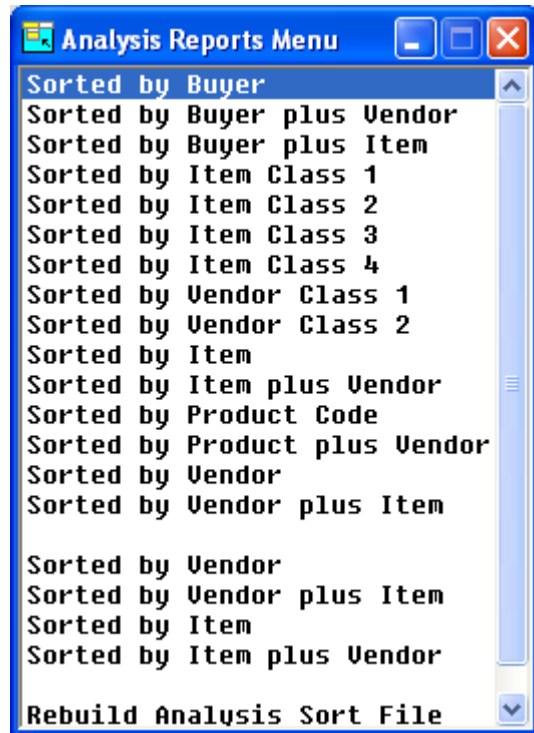 Analysis Reports Menu
Sorted by Buyer
Sorted by Buyer plus Vendor
Sorted by Buyer plus Item
Sorted by Item Class 1
Sorted by Item Class 2
Sorted by Item Class 3
Sorted by Item Class 4
Sorted by Vendor Class 1
Sorted by Vendor Class 2
Sorted by Item
Sorted by Item plus Vendor
Sorted by Product Code
Sorted by Product plus Vendor
Sorted by Vendor
Sorted by Vendor plus Item
Sorted by Vendor
Sorted by Vendor plus Item
Sorted by Item
Sorted by Item plus Vendor
Rebuild Analysis Sort File